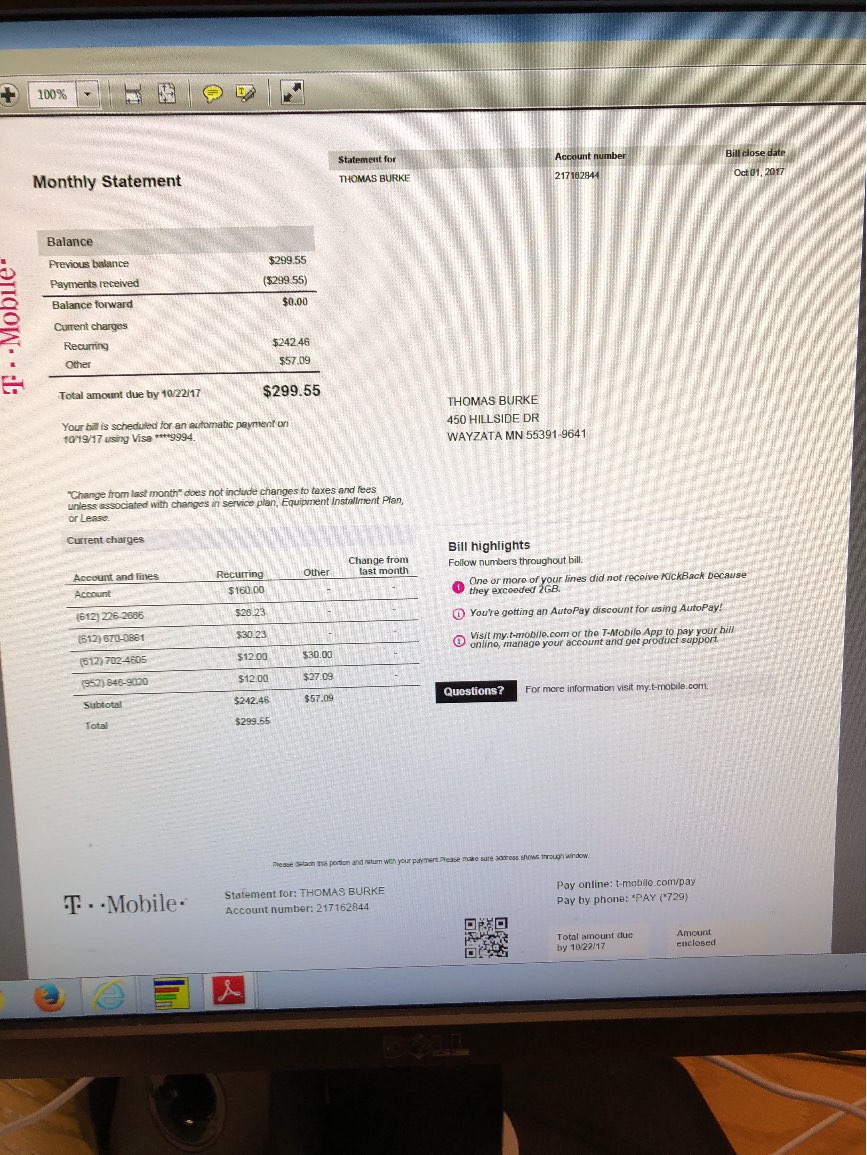 100%
Statement for
Account number
Bill close date
THOMAS BURKE
217162844
Oct 01, 2017
Monthly Statement
T··Mobile·
Balance
Previous balance $299.55
Payments received ($299.55)
Balance forward $0.00
Current charges
Recurring $242.46
Other $57.09
Total amount due by 10/22/17 $299.55
Your bill is scheduled for an automatic payment on
10/19/17 using Visa ****9994.
THOMAS BURKE
450 HILLSIDE DR
WAYZATA MN 55391-9641
"Change from last month" does not include changes to taxes and fees
unless associated with changes in service plan, Equipment Installment Plan,
or Lease.
Current charges
Account and lines Recurring Other Change from last month
Account $160.00 - -
(612) 226-2686 $28.23 - -
(612) 670-0861 $30.23 - -
(612) 702-4605 $12.00 $30.00 -
(952) 846-9020 $12.00 $27.09 -
Subtotal $242.46 $57.09
Total $299.55
Bill highlights
Follow numbers throughout bill.
One or more of your lines did not receive KickBack because
they exceeded 2GB.
You're getting an AutoPay discount for using AutoPay!
Visit my.t-mobile.com or the T-Mobile App to pay your bill
online, manage your account and get product support.
Questions? For more information visit my.t-mobile.com.
Please detach this portion and return with your payment. Please make sure address shows through window.
T··Mobile·
Statement for: THOMAS BURKE
Account number: 217162844
Pay online: t-mobile.com/pay
Pay by phone: *PAY (*729)
Total amount due
by 10/22/17
Amount
enclosed
DELL